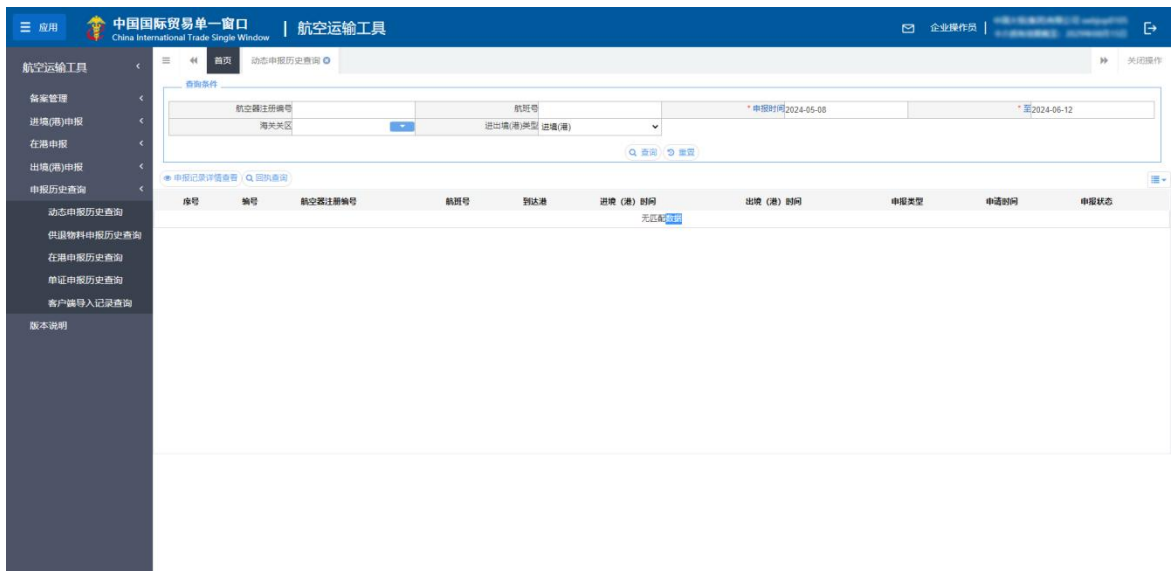 应用
中国国际贸易单一窗口
China International Trade Single Window
航空运输工具
企业操作员
航空运输工具
首页
动态申报历史查询
关闭操作
备案管理
进境(港)申报
在港申报
出境(港)申报
申报历史查询
动态申报历史查询
供退物料申报历史查询
在港申报历史查询
单证申报历史查询
客户端导入记录查询
版本说明
查询条件
航空器注册编号
航班号
* 申报时间 2024-05-08
* 至 2024-06-12
海关关区
进出境(港)类型 进境(港)
查询
重置
申报记录详情查看
回执查询
序号 编号 航空器注册编号 航班号 到达港 进境（港）时间 出境（港）时间 申报类型 申请时间 申报状态
无匹配数据